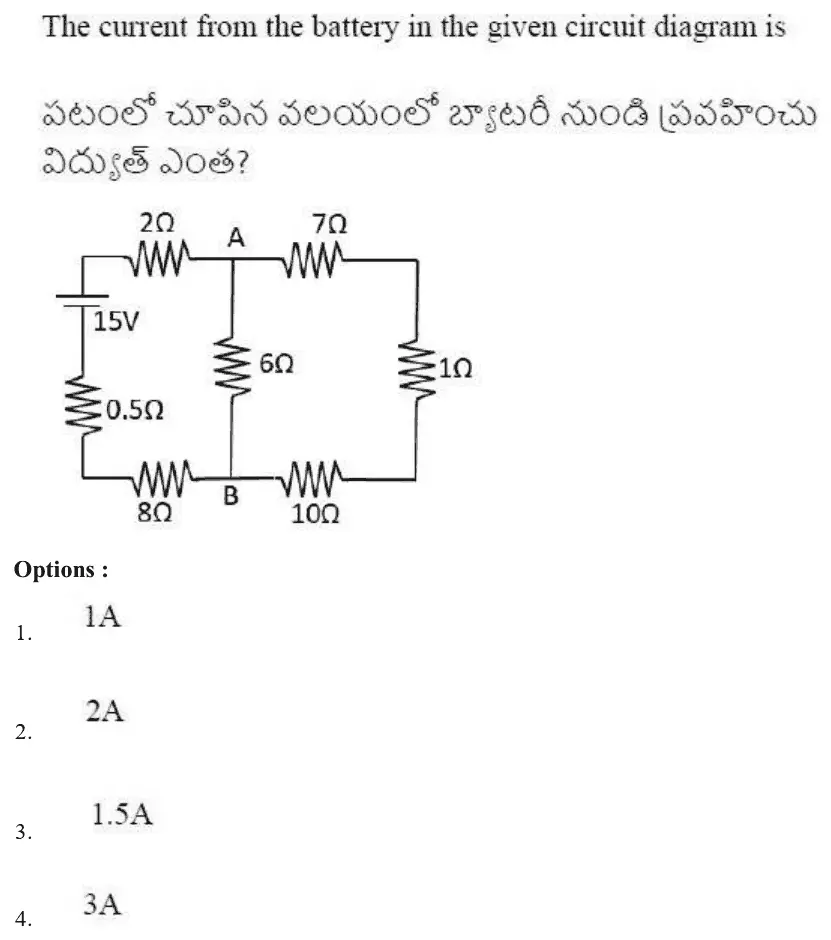 The current from the battery in the given circuit diagram is
పటంలో చూపిన వలయంలో బ్యాటరీ నుండి ప్రవహించు
విద్యుత్ ఎంత?
2Ω
7Ω
A
15V
6Ω
1Ω
0.5Ω
B
8Ω
10Ω
Options :
1. 1A
2. 2A
3. 1.5A
4. 3A